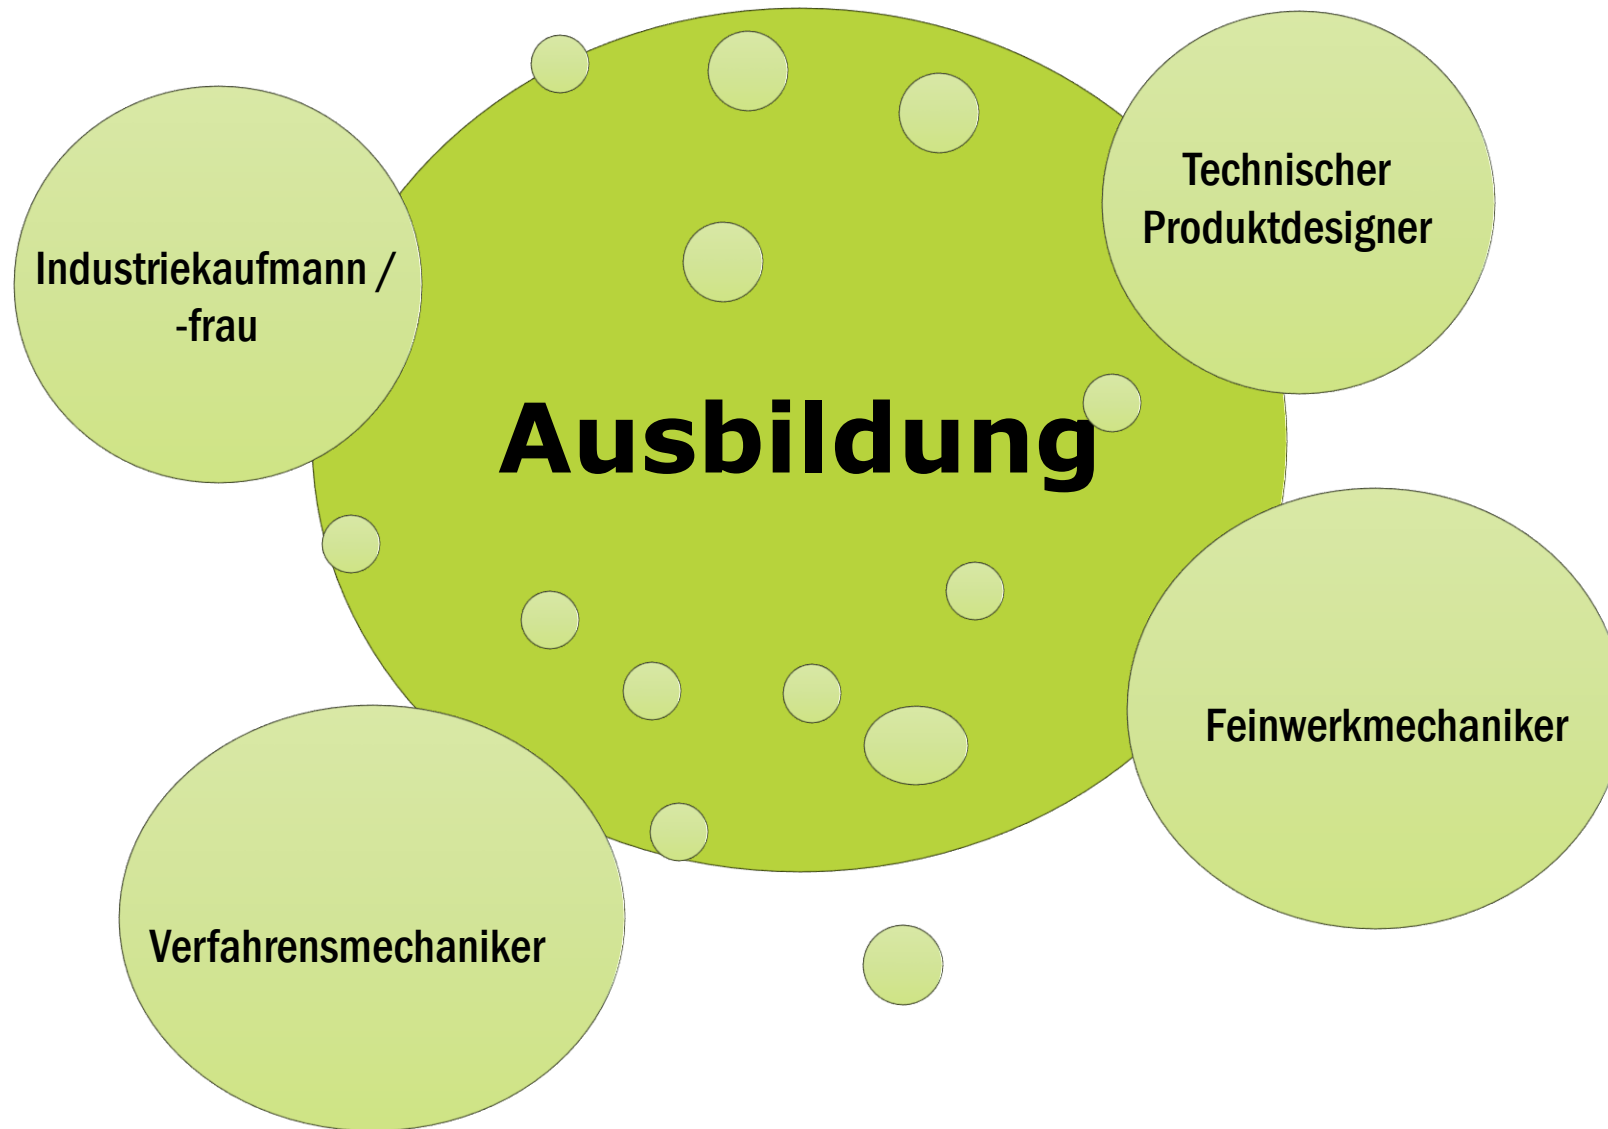 Technischer
Produktdesigner
Industriekaufmann /
-frau
Ausbildung
Feinwerkmechaniker
Verfahrensmechaniker